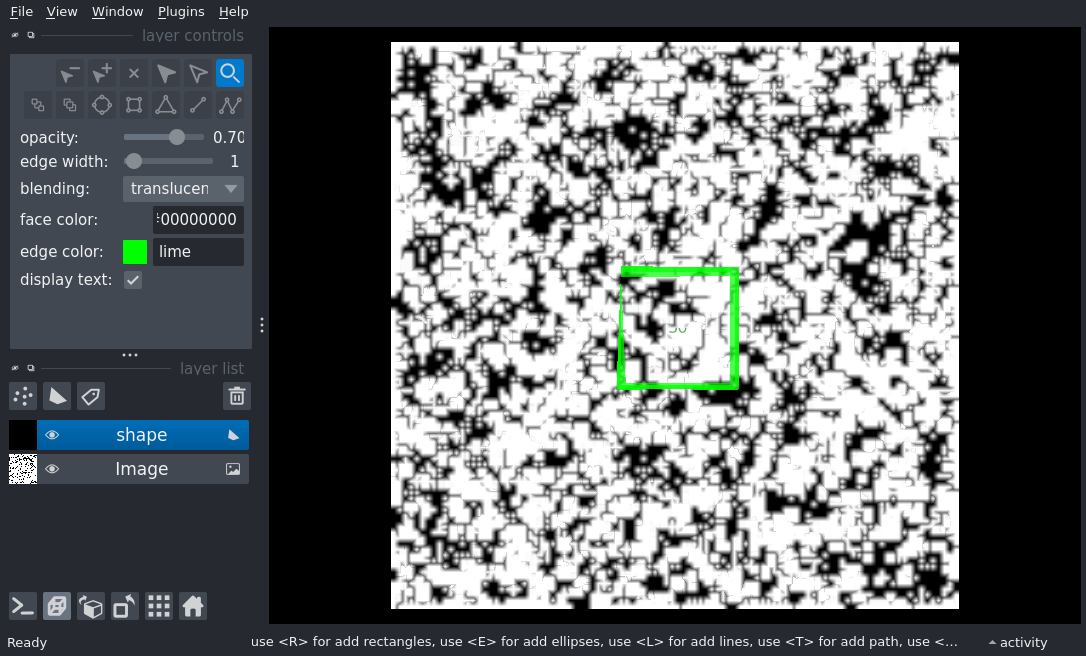 File View Window Plugins Help
layer controls
opacity: 0.70
edge width: 1
blending: translucen
face color: 00000000
edge color: lime
display text:
layer list
shape
Image
Ready use <R> for add rectangles, use <E> for add ellipses, use <L> for add lines, use <T> for add path, use <... activity